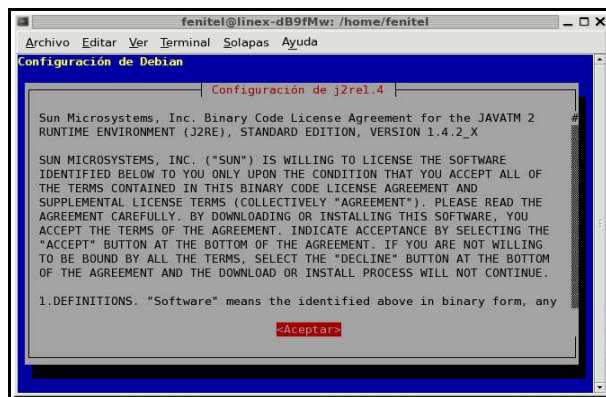 fenitel@linex-dB9fMw: /home/fenitel
Archivo Editar Ver Terminal Solapas Ayuda
Configuración de Debian
Configuración de j2re1.4
Sun Microsystems, Inc. Binary Code License Agreement for the JAVATM 2
RUNTIME ENVIRONMENT (J2RE), STANDARD EDITION, VERSION 1.4.2_X
SUN MICROSYSTEMS, INC. ("SUN") IS WILLING TO LICENSE THE SOFTWARE
IDENTIFIED BELOW TO YOU ONLY UPON THE CONDITION THAT YOU ACCEPT ALL OF
THE TERMS CONTAINED IN THIS BINARY CODE LICENSE AGREEMENT AND
SUPPLEMENTAL LICENSE TERMS (COLLECTIVELY "AGREEMENT"). PLEASE READ THE
AGREEMENT CAREFULLY. BY DOWNLOADING OR INSTALLING THIS SOFTWARE, YOU
ACCEPT THE TERMS OF THE AGREEMENT. INDICATE ACCEPTANCE BY SELECTING THE
"ACCEPT" BUTTON AT THE BOTTOM OF THE AGREEMENT. IF YOU ARE NOT WILLING
TO BE BOUND BY ALL THE TERMS, SELECT THE "DECLINE" BUTTON AT THE BOTTOM
OF THE AGREEMENT AND THE DOWNLOAD OR INSTALL PROCESS WILL NOT CONTINUE.
1.DEFINITIONS. "Software" means the identified above in binary form, any
<Aceptar>